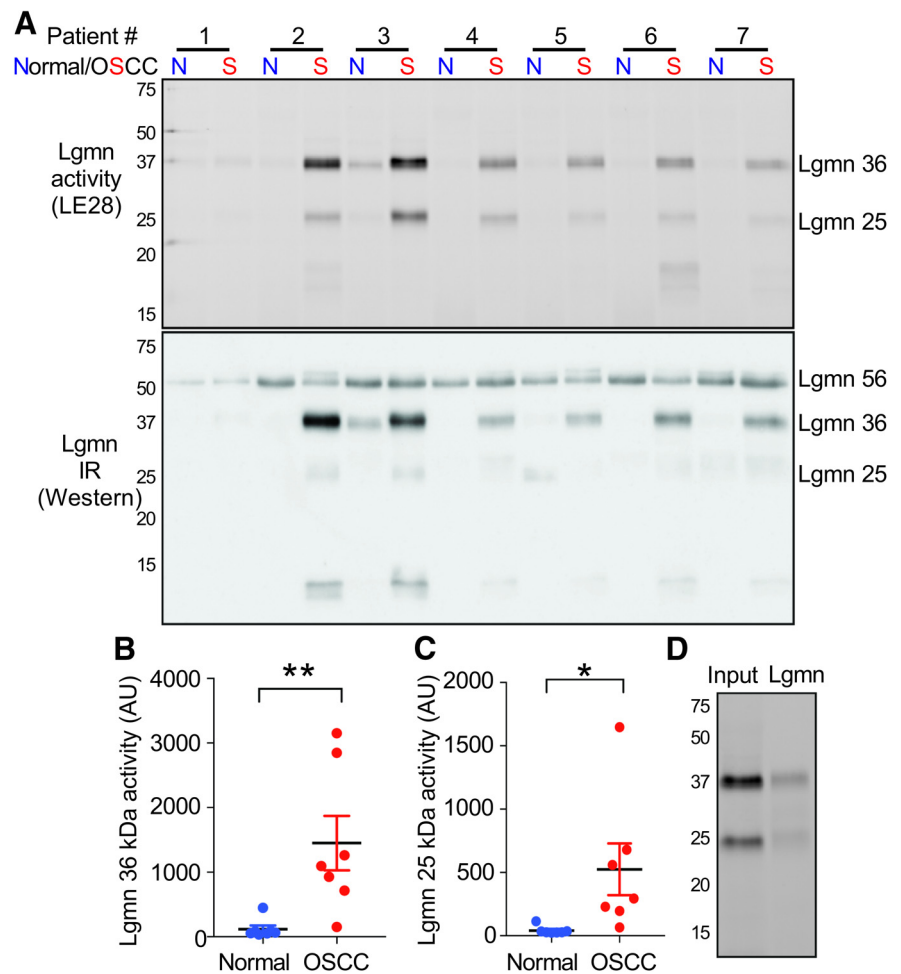 A
Patient # 1 2 3 4 5 6 7
Normal/OSCC N S N S N S N S N S N S N S
75
50
37
25
20
15
Lgmn
activity
(LE28)
Lgmn 36
Lgmn 25
75
50
37
25
20
15
Lgmn
IR
(Western)
Lgmn 56
Lgmn 36
Lgmn 25
B
Lgmn 36 kDa activity (AU)
4000
3000
2000
1000
0
**
Normal OSCC
C
Lgmn 25 kDa activity (AU)
2000
1500
1000
500
0
*
Normal OSCC
D
Input Lgmn
75
50
37
25
20
15